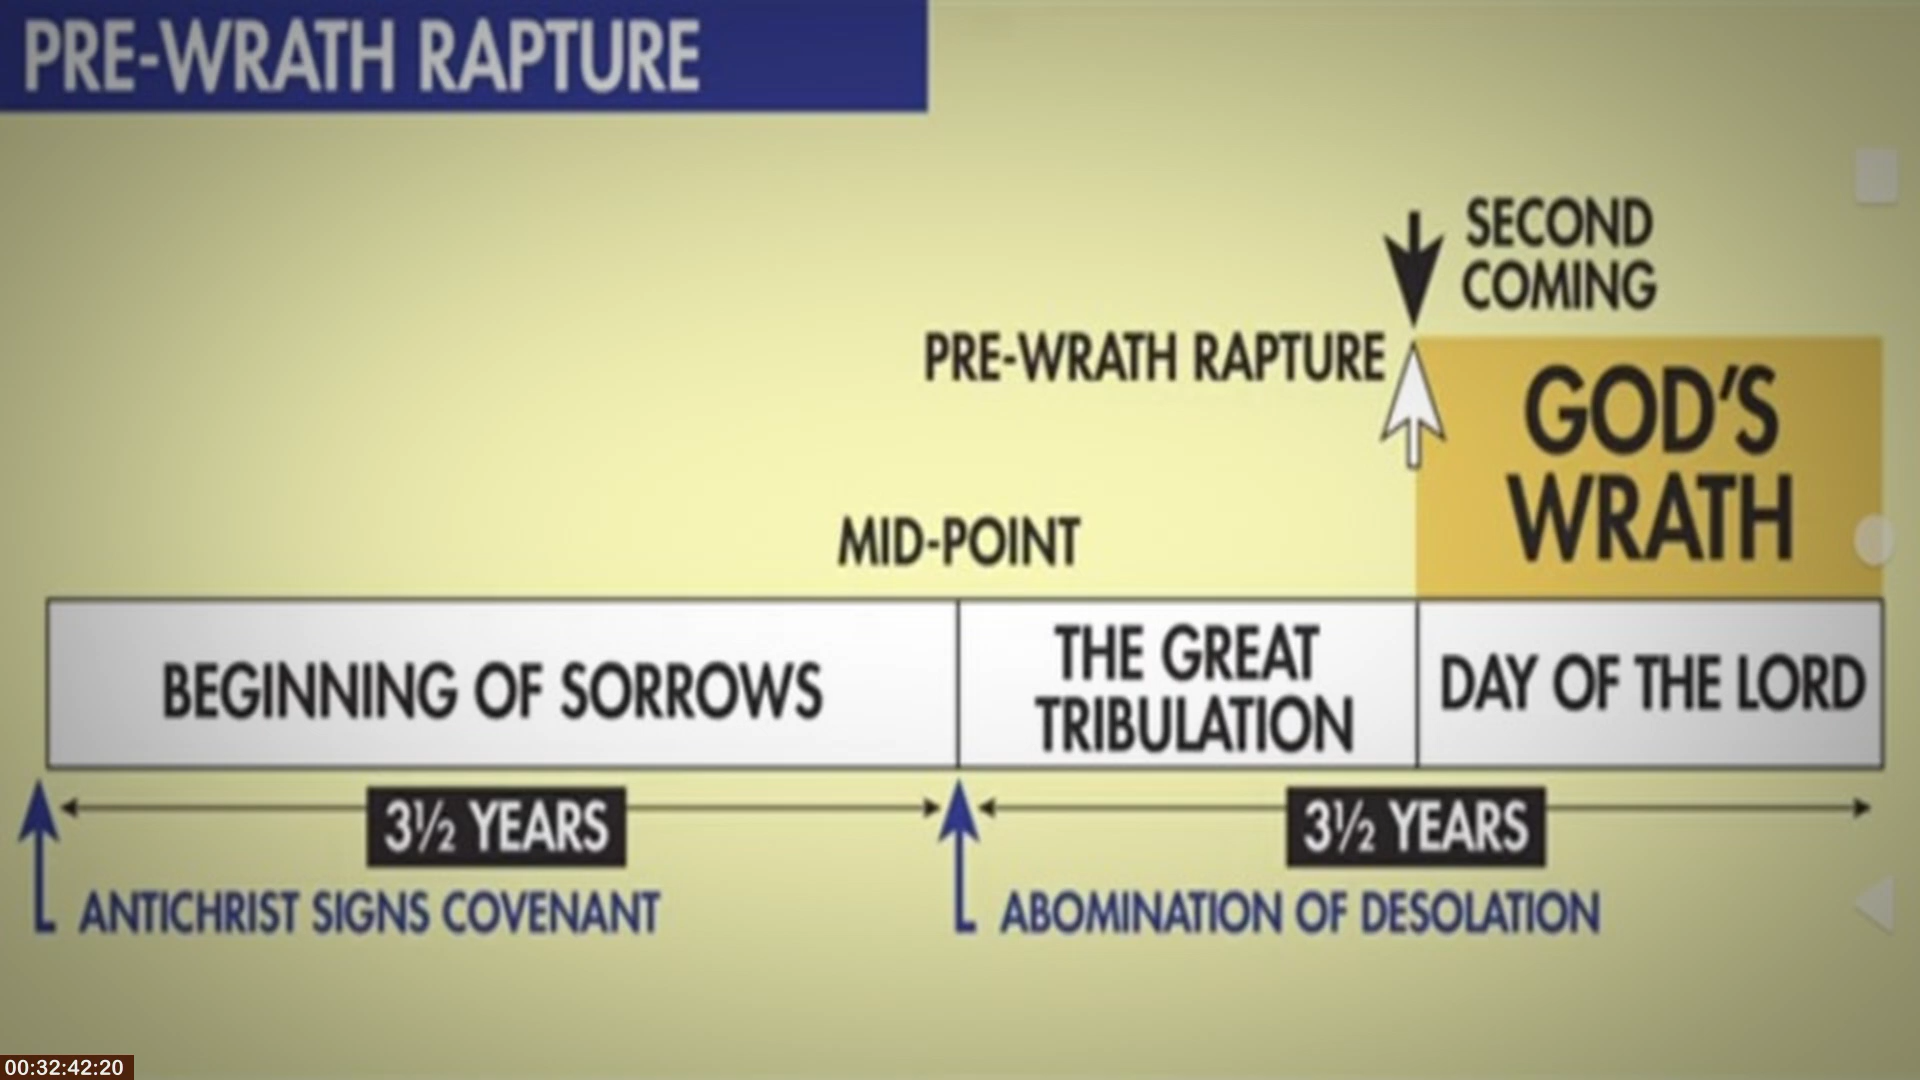 PRE-WRATH RAPTURE
SECOND
COMING
PRE-WRATH RAPTURE
GOD'S
WRATH
MID-POINT
BEGINNING OF SORROWS
THE GREAT
TRIBULATION
DAY OF THE LORD
3½ YEARS
3½ YEARS
ANTICHRIST SIGNS COVENANT
ABOMINATION OF DESOLATION
00:32:42:20